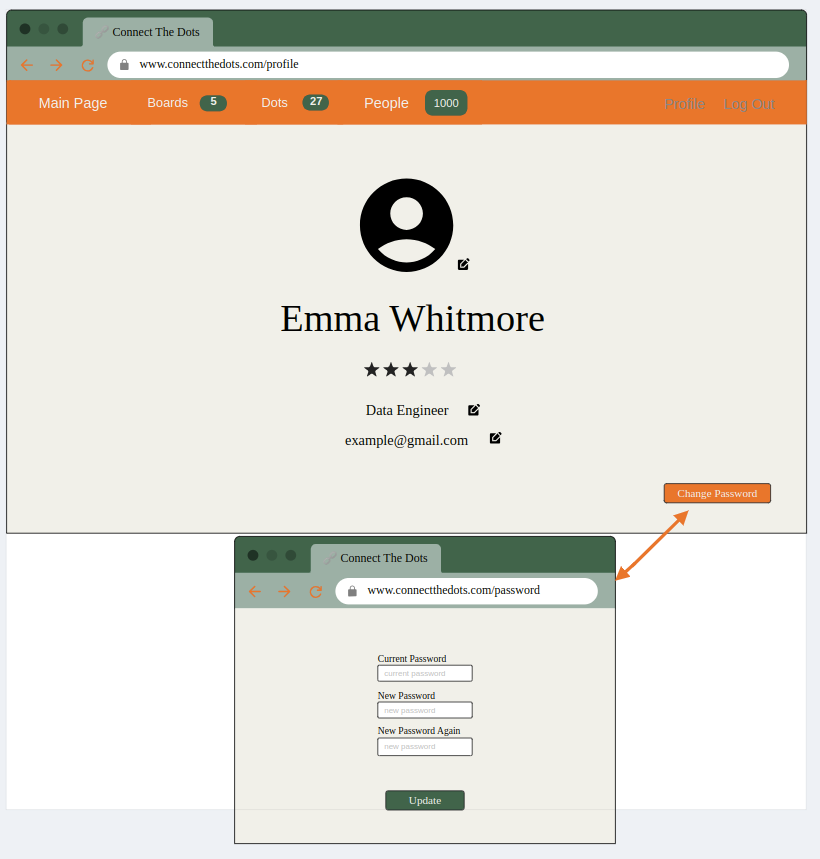 Connect The Dots
www.connectthedots.com/profile
Main Page Boards 5 Dots 27 People 1000 Profile Log Out
Emma Whitmore
Data Engineer
example@gmail.com
Change Password
Connect The Dots
www.connectthedots.com/password
Current Password
current password
New Password
new password
New Password Again
new password
Update